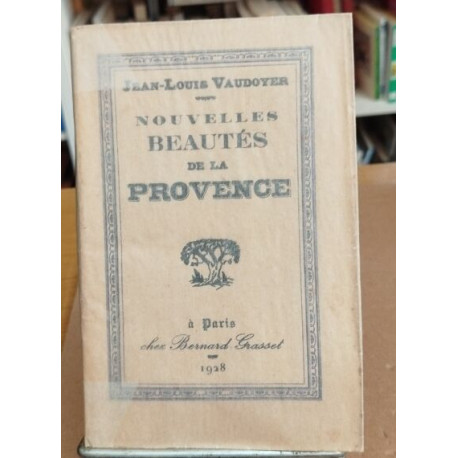 JEAN-LOUIS VAUDOYER
NOUVELLES
BEAUTÉS
DE LA
PROVENCE
à Paris
chez Bernard Grasset
1928